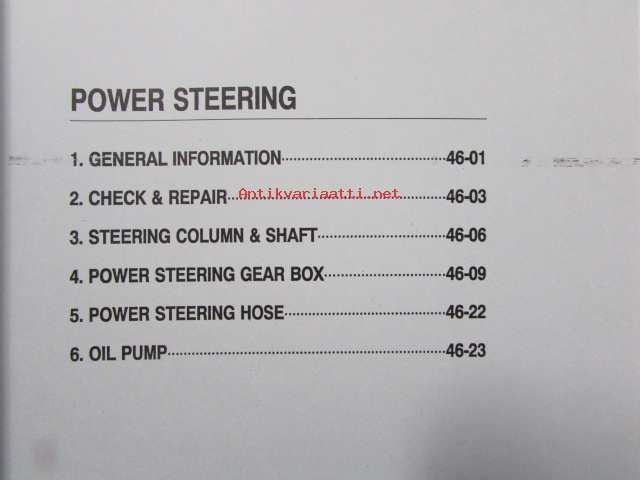 POWER STEERING
1. GENERAL INFORMATION........................................46-01
2. CHECK & REPAIR........................................46-03
Antikvariaatti.net
3. STEERING COLUMN & SHAFT........................................46-06
4. POWER STEERING GEAR BOX........................................46-09
5. POWER STEERING HOSE........................................46-22
6. OIL PUMP........................................46-23